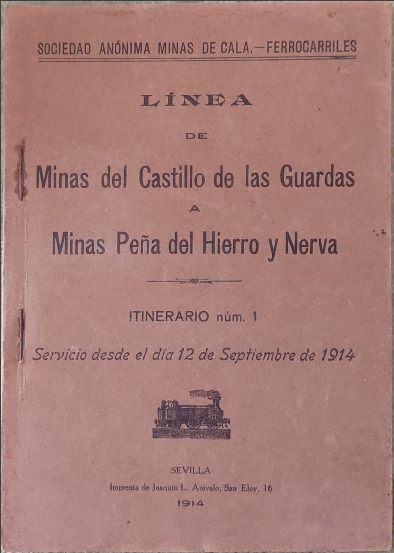 SOCIEDAD ANÓNIMA MINAS DE CALA.—FERROCARRILES
LÍNEA
DE
Minas del Castillo de las Guardas
A
Minas Peña del Hierro y Nerva
ITINERARIO núm. 1
Servicio desde el día 12 de Septiembre de 1914
SEVILLA
Imprenta de Joaquín L. Arévalo, San Eloy, 16
1914